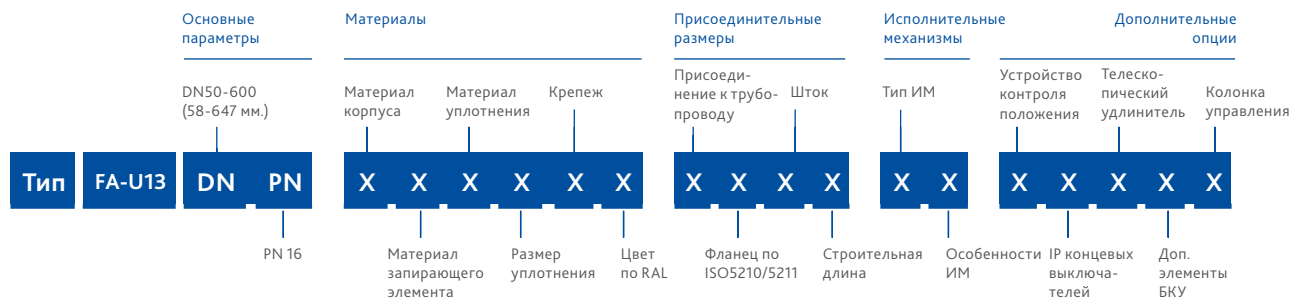 Основные
параметры
Материалы
Присоединительные
размеры
Исполнительные
механизмы
Дополнительные
опции
DN50-600
(58-647 мм.)
Материал
корпуса
Материал
уплотнения
Крепеж
Присоеди-
нение к трубо-
проводу
Шток
Тип ИМ
Устройство
контроля
положения
Телеско-
пический
удлинитель
Колонка
управления
Тип FA-U13 DN PN X X X X X X X X X X X X X X X X X
PN 16
Материал
запирающего
элемента
Размер
уплотнения
Цвет
по RAL
Фланец по
ISO5210/5211
Строительная
длина
Особенности
ИМ
IP концевых
выключа-
телей
Доп.
элементы
БКУ